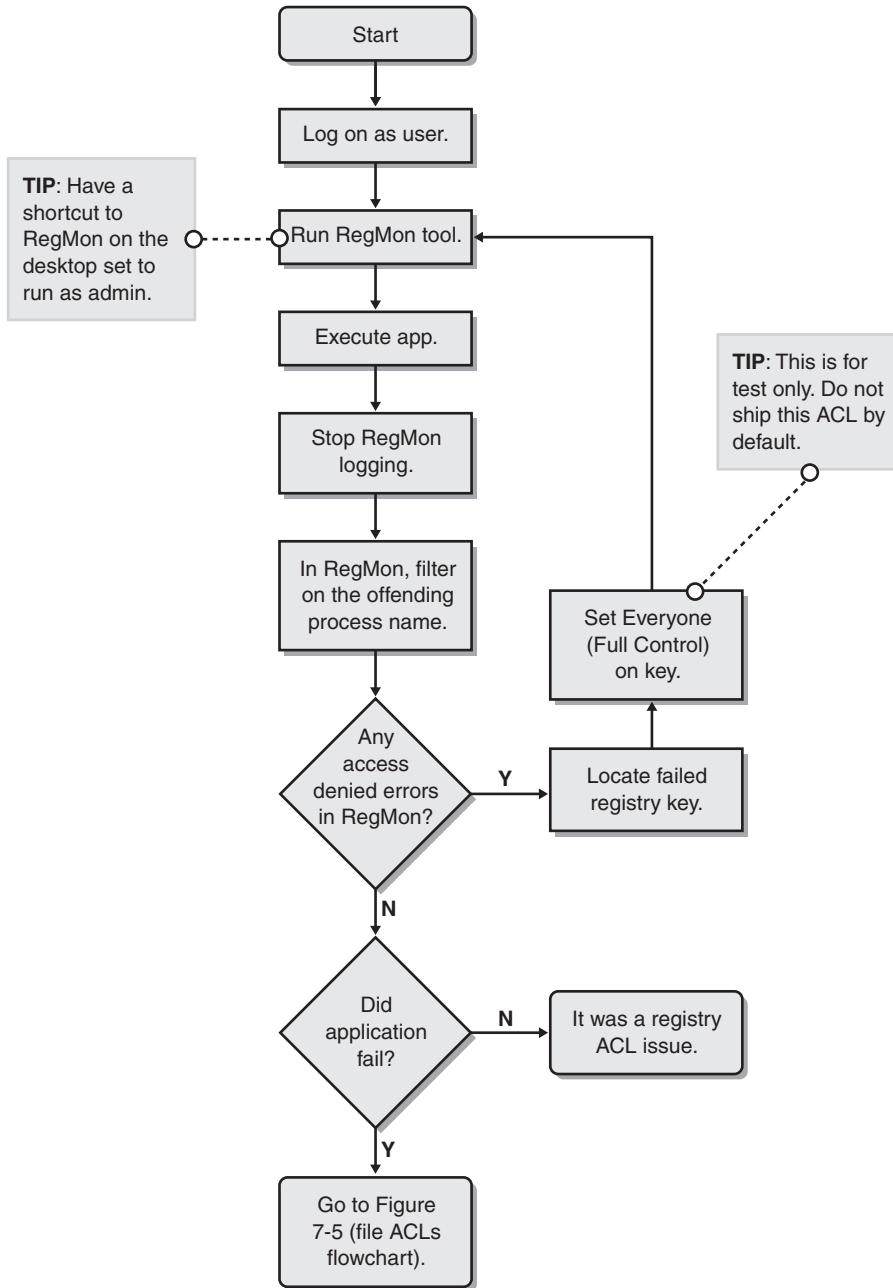 Start
Log on as user.
TIP: Have a
shortcut to
RegMon on the
desktop set to
run as admin.
Run RegMon tool.
Execute app.
TIP: This is for
test only. Do not
ship this ACL by
default.
Stop RegMon
logging.
In RegMon, filter
on the offending
process name.
Set Everyone
(Full Control)
on key.
Any
access
denied errors
in RegMon?
Y
Locate failed
registry key.
N
Did
application
fail?
N
It was a registry
ACL issue.
Y
Go to Figure
7-5 (file ACLs
flowchart).